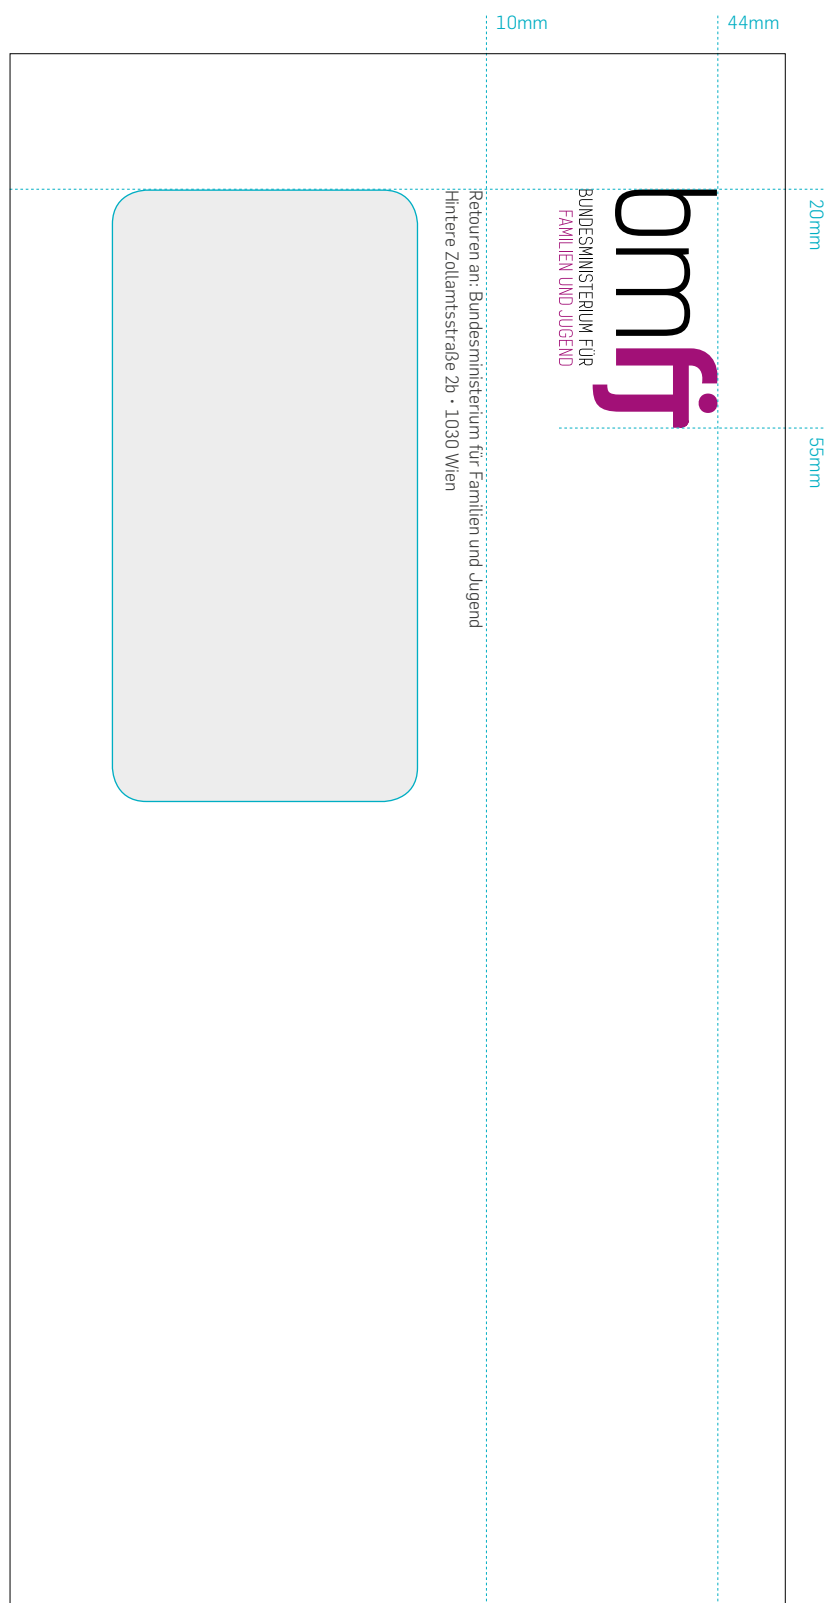 10mm
44mm
20mm
55mm
bmfj
BUNDESMINISTERIUM FÜR
FAMILIEN UND JUGEND
Retouren an: Bundesministerium für Familien und Jugend
Hintere Zollamtsstraße 2b • 1030 Wien